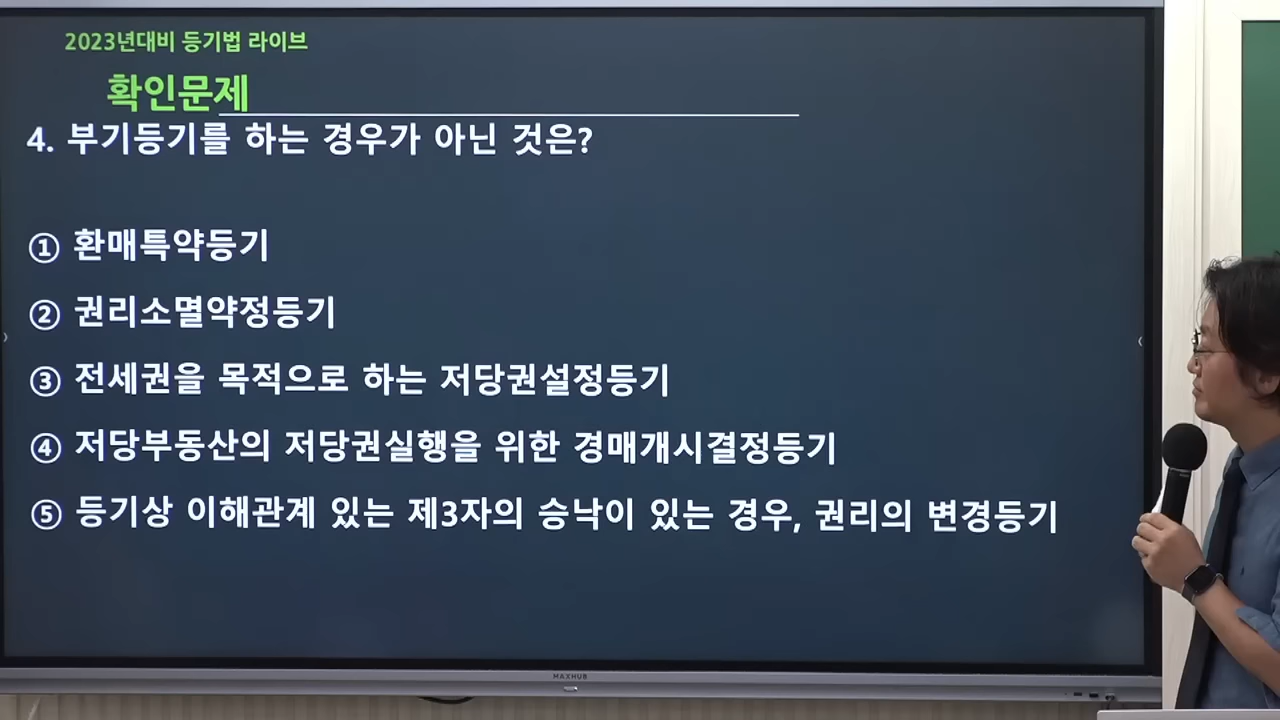 2023년대비 등기법 라이브
확인문제
4. 부기등기를 하는 경우가 아닌 것은?
① 환매특약등기
② 권리소멸약정등기
③ 전세권을 목적으로 하는 저당권설정등기
④ 저당부동산의 저당권실행을 위한 경매개시결정등기
⑤ 등기상 이해관계 있는 제3자의 승낙이 있는 경우, 권리의 변경등기
MAXHUB